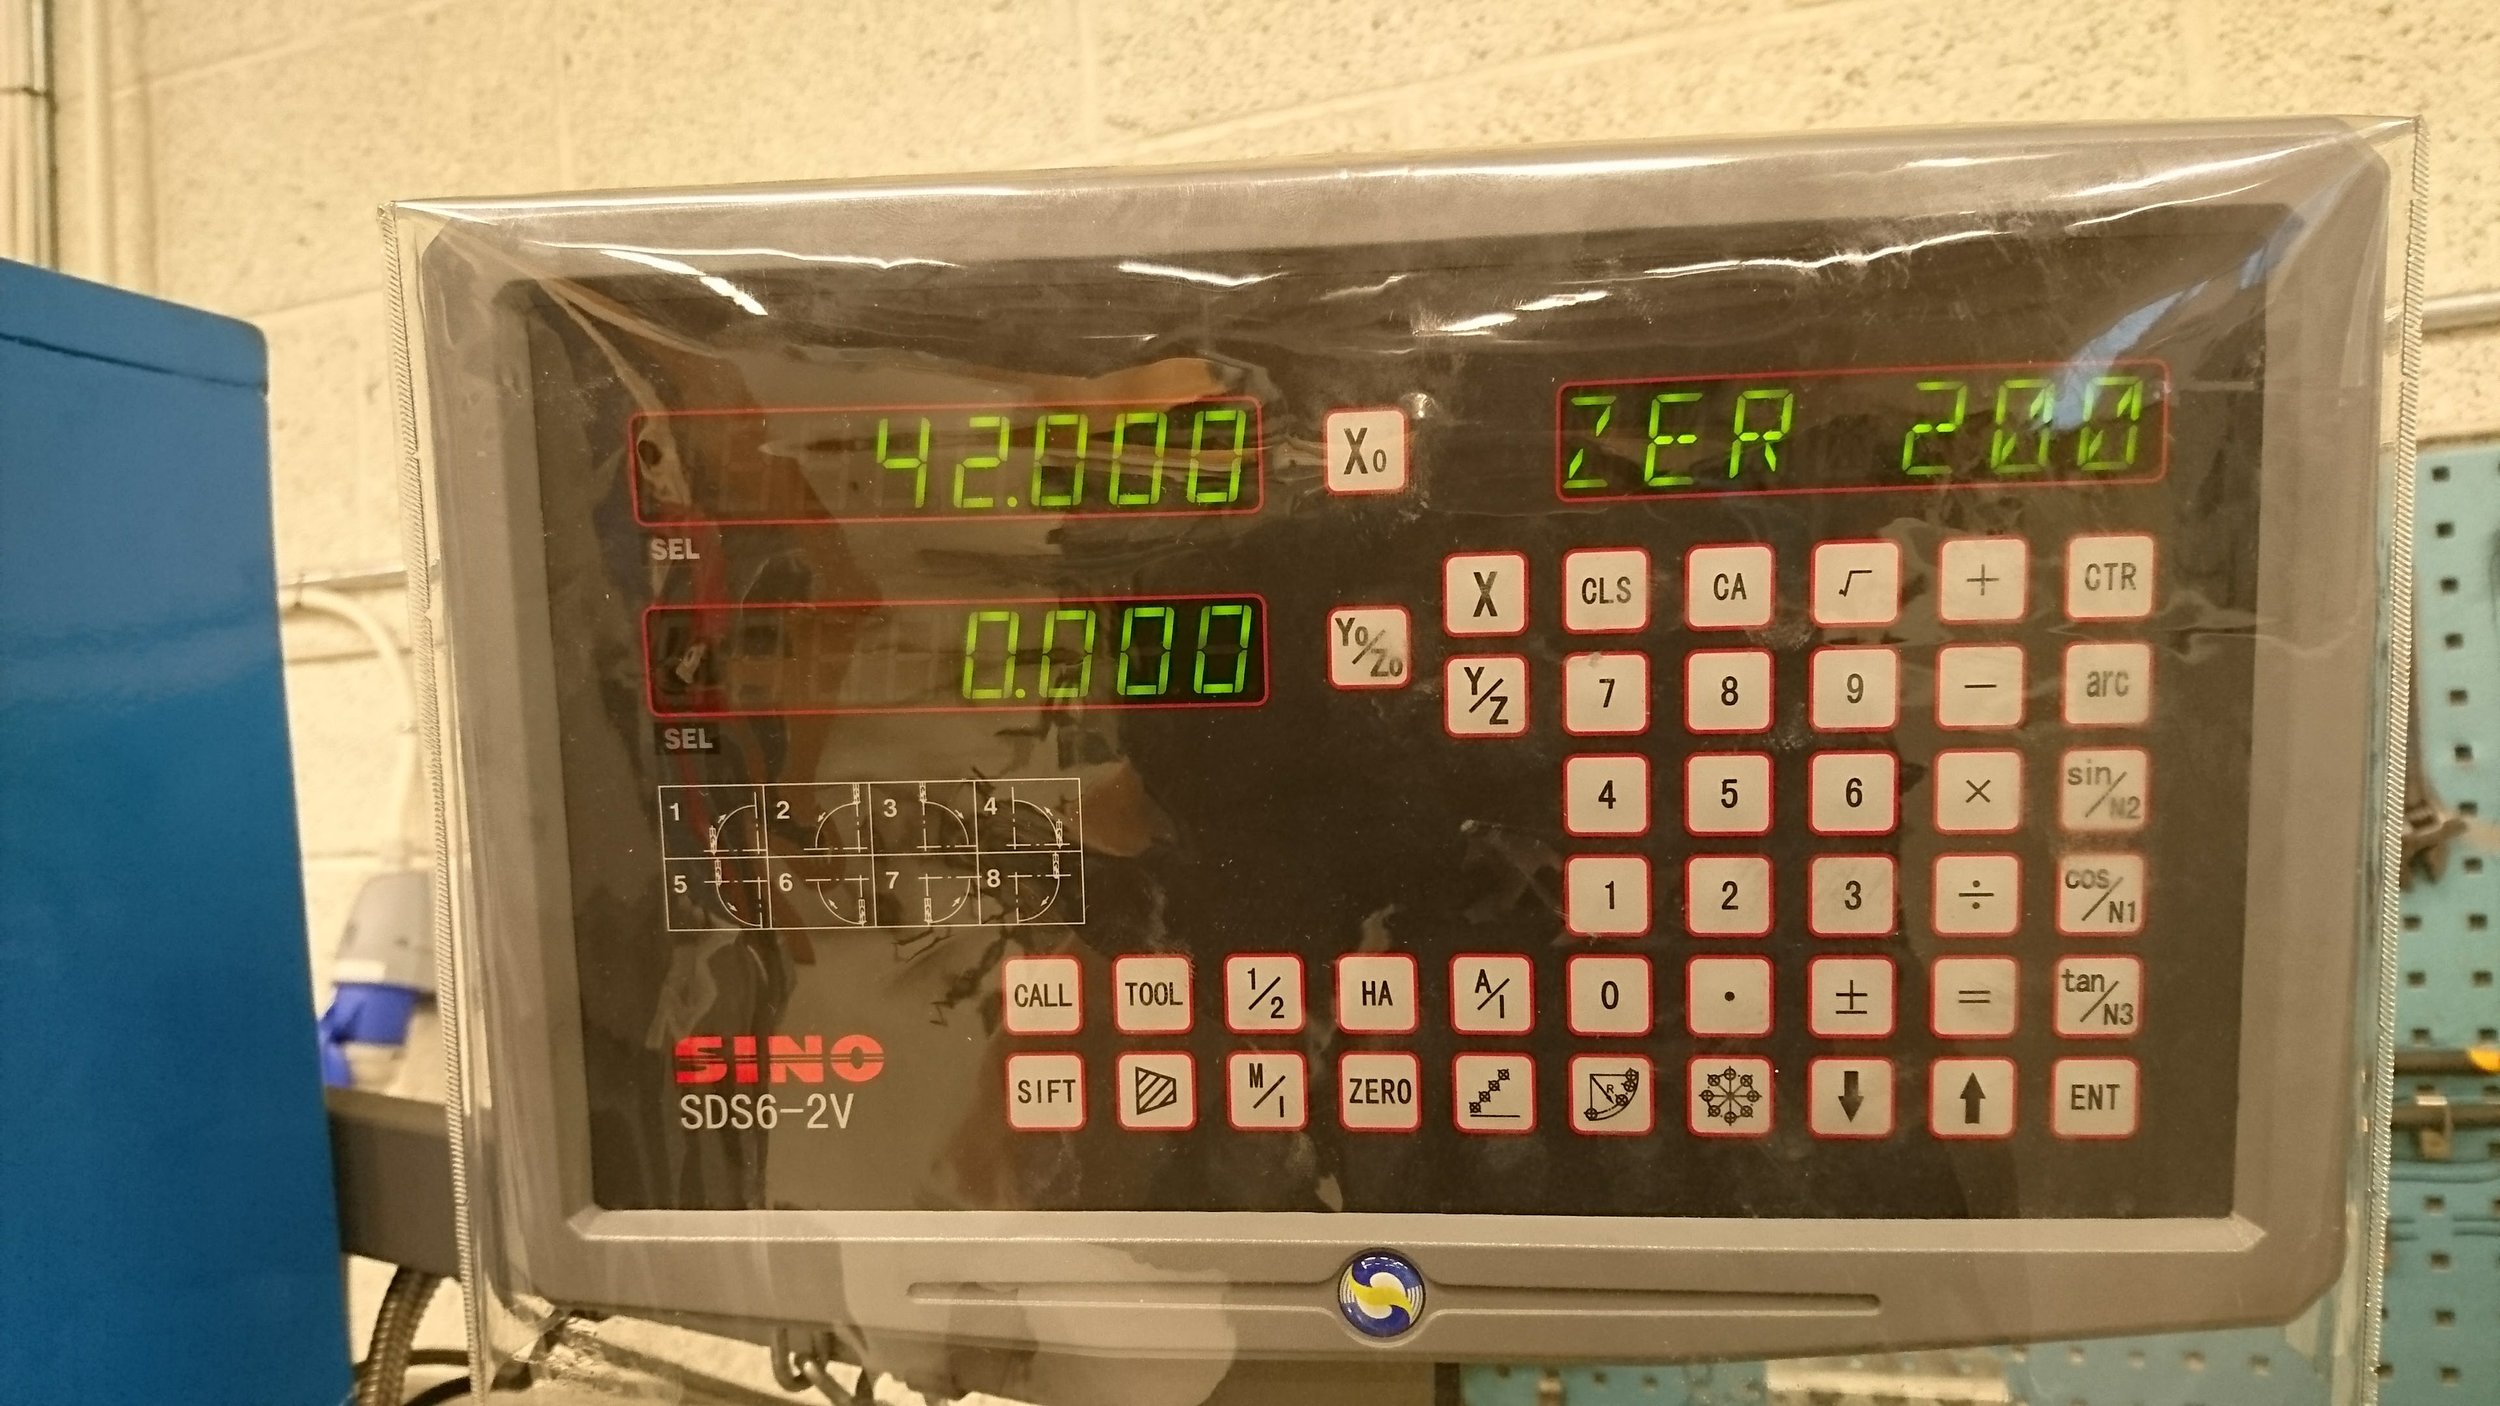 42.000 X0 ZER 200
SEL
0.000 Y0/Z0
SEL
X CLS CA √ + CTR
Y/Z 7 8 9 − arc
4 5 6 × sin/N2
1 2 3 ÷ cos/N1
1 2 3 4
5 6 7 8
CALL TOOL 1/2 HA A/I 0 . ± = tan/N3
SIFT M/I ZERO R ENT
SINO
SDS6-2V